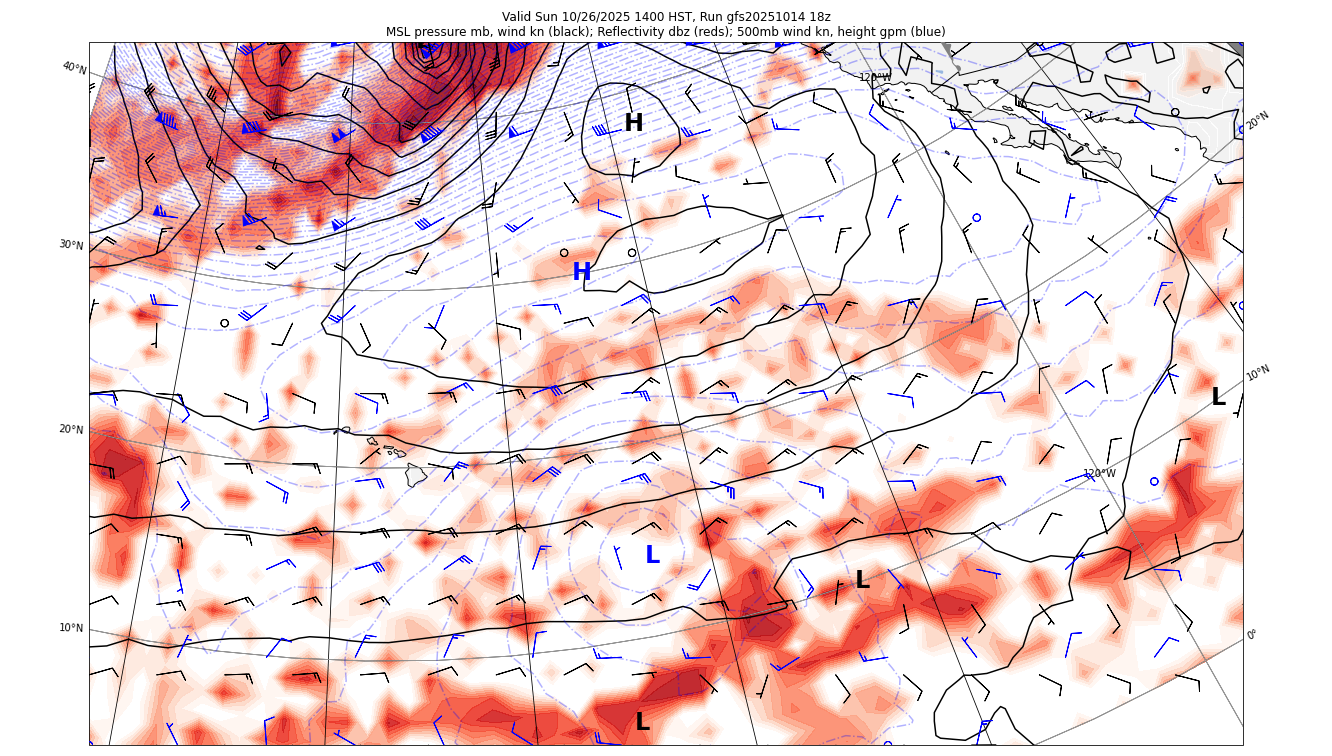 Valid Sun 10/26/2025 1400 HST, Run gfs20251014 18z
MSL pressure mb, wind kn (black); Reflectivity dbz (reds); 500mb wind kn, height gpm (blue)
40°N
120°W
20°N
H
30°N
H
10°N
L
20°N
120°W
L
L
10°N
0°
L